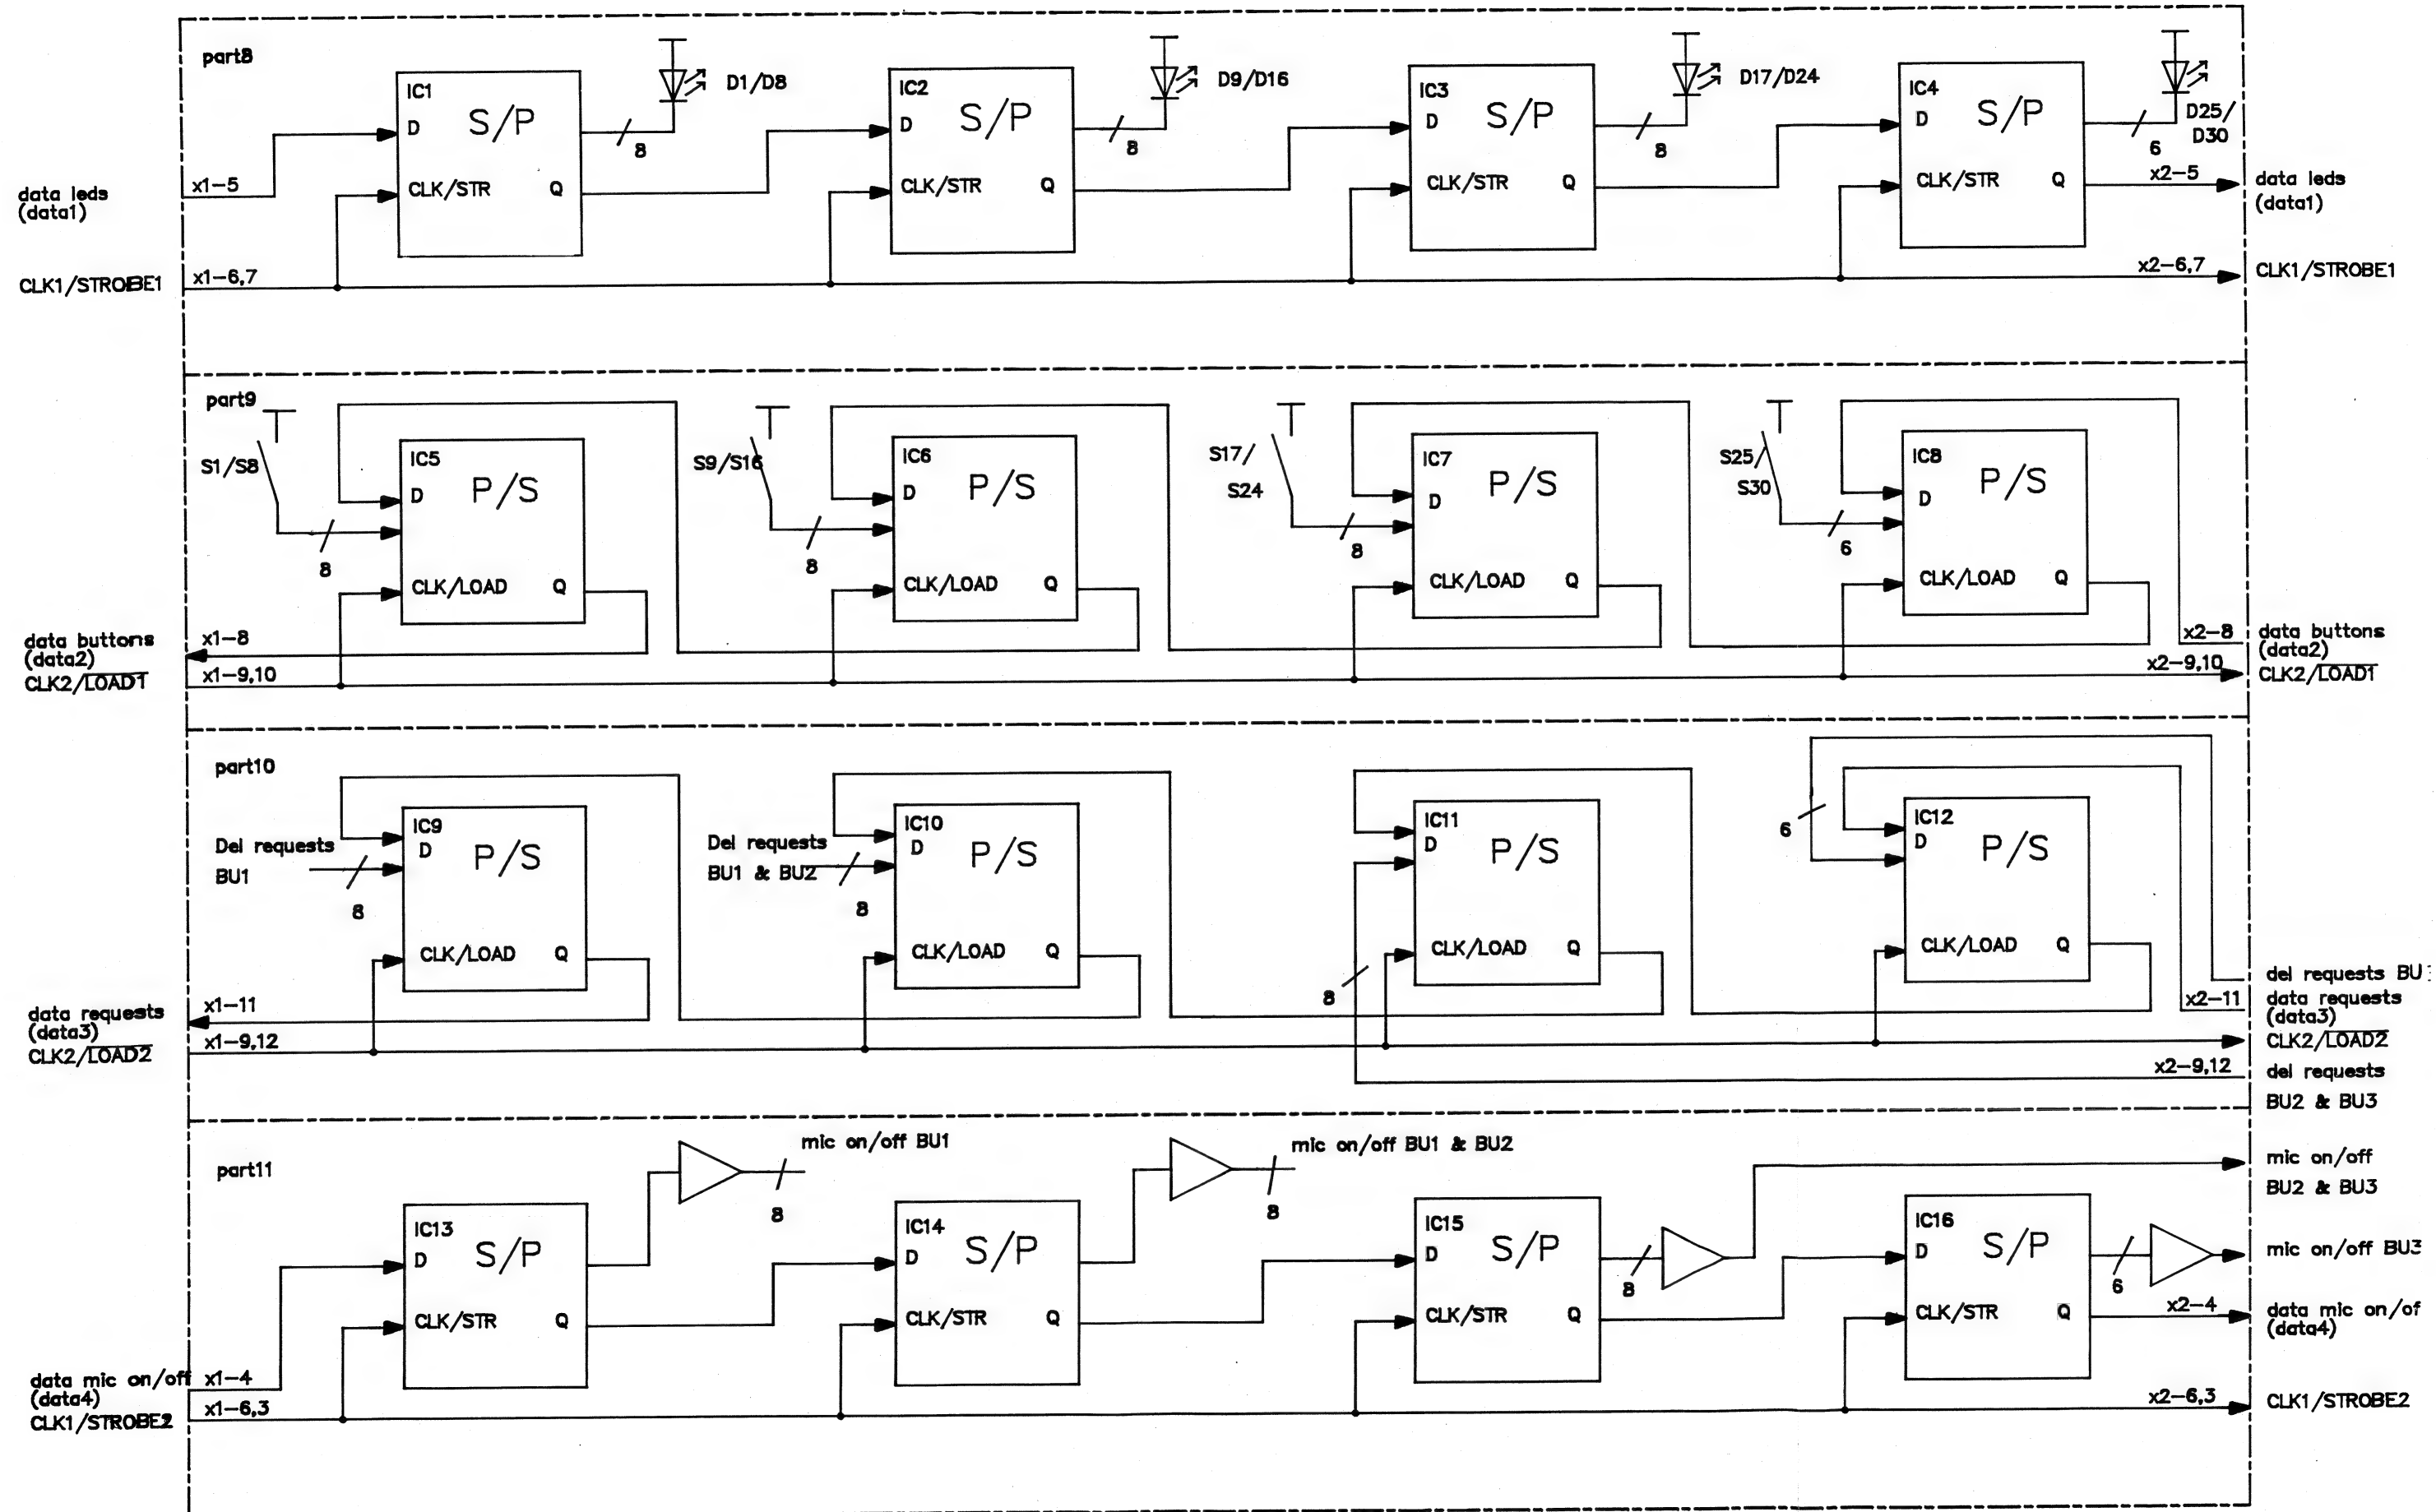 part8
IC1
S/P
D
CLK/STR
Q
8
D1/D8
IC2
S/P
D
CLK/STR
Q
8
D9/D16
IC3
S/P
D
CLK/STR
Q
8
D17/D24
IC4
S/P
D
CLK/STR
Q
6
D25/
D30
data leds
(data1)
x1-5
x2-5
data leds
(data1)
CLK1/STROBE1
x1-6,7
x2-6,7
CLK1/STROBE1
part9
S1/S8
8
IC5
P/S
D
CLK/LOAD
Q
S9/S16
8
IC6
P/S
D
CLK/LOAD
Q
S17/
S24
8
IC7
P/S
D
CLK/LOAD
Q
S25/
S30
6
IC8
P/S
D
CLK/LOAD
Q
data buttons
(data2)
x1-8
x2-8
data buttons
(data2)
CLK2/LOAD1
x1-9,10
x2-9,10
CLK2/LOAD1
part10
Del requests
BU1
8
IC9
P/S
D
CLK/LOAD
Q
Del requests
BU1 & BU2
8
IC10
P/S
D
CLK/LOAD
Q
8
IC11
P/S
D
CLK/LOAD
Q
6
IC12
P/S
D
CLK/LOAD
Q
del requests BU
data requests
(data3)
x1-11
x2-11
data requests
(data3)
CLK2/LOAD2
x1-9,12
CLK2/LOAD2
x2-9,12
del requests
BU2 & BU3
part11
mic on/off BU1
8
mic on/off BU1 & BU2
8
mic on/off
BU2 & BU3
IC13
S/P
D
CLK/STR
Q
IC14
S/P
D
CLK/STR
Q
IC15
S/P
D
CLK/STR
Q
8
IC16
S/P
D
CLK/STR
Q
6
mic on/off BU3
x2-4
data mic on/of
(data4)
data mic on/off
(data4)
x1-4
CLK1/STROBE2
x1-6,3
x2-6,3
CLK1/STROBE2